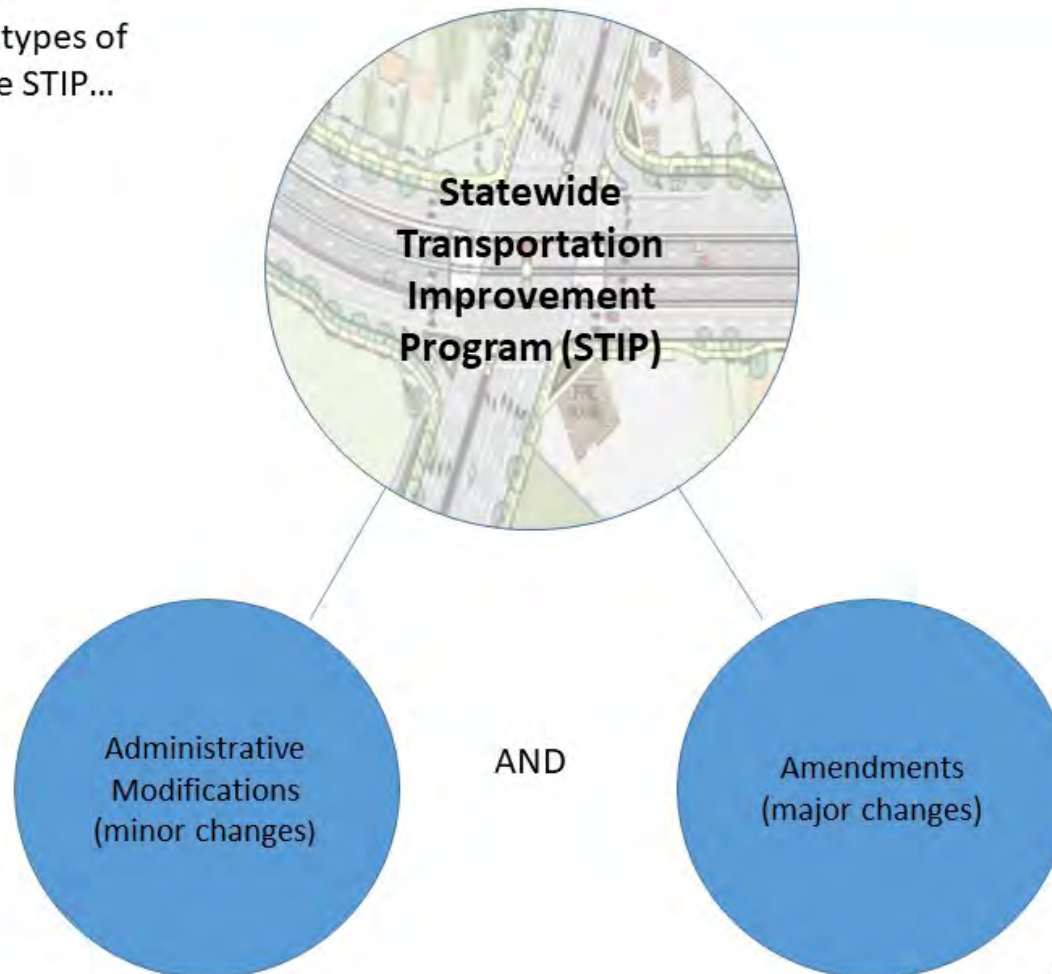 types of
e STIP...
Statewide
Transportation
Improvement
Program (STIP)
Administrative
Modifications
(minor changes)
AND
Amendments
(major changes)